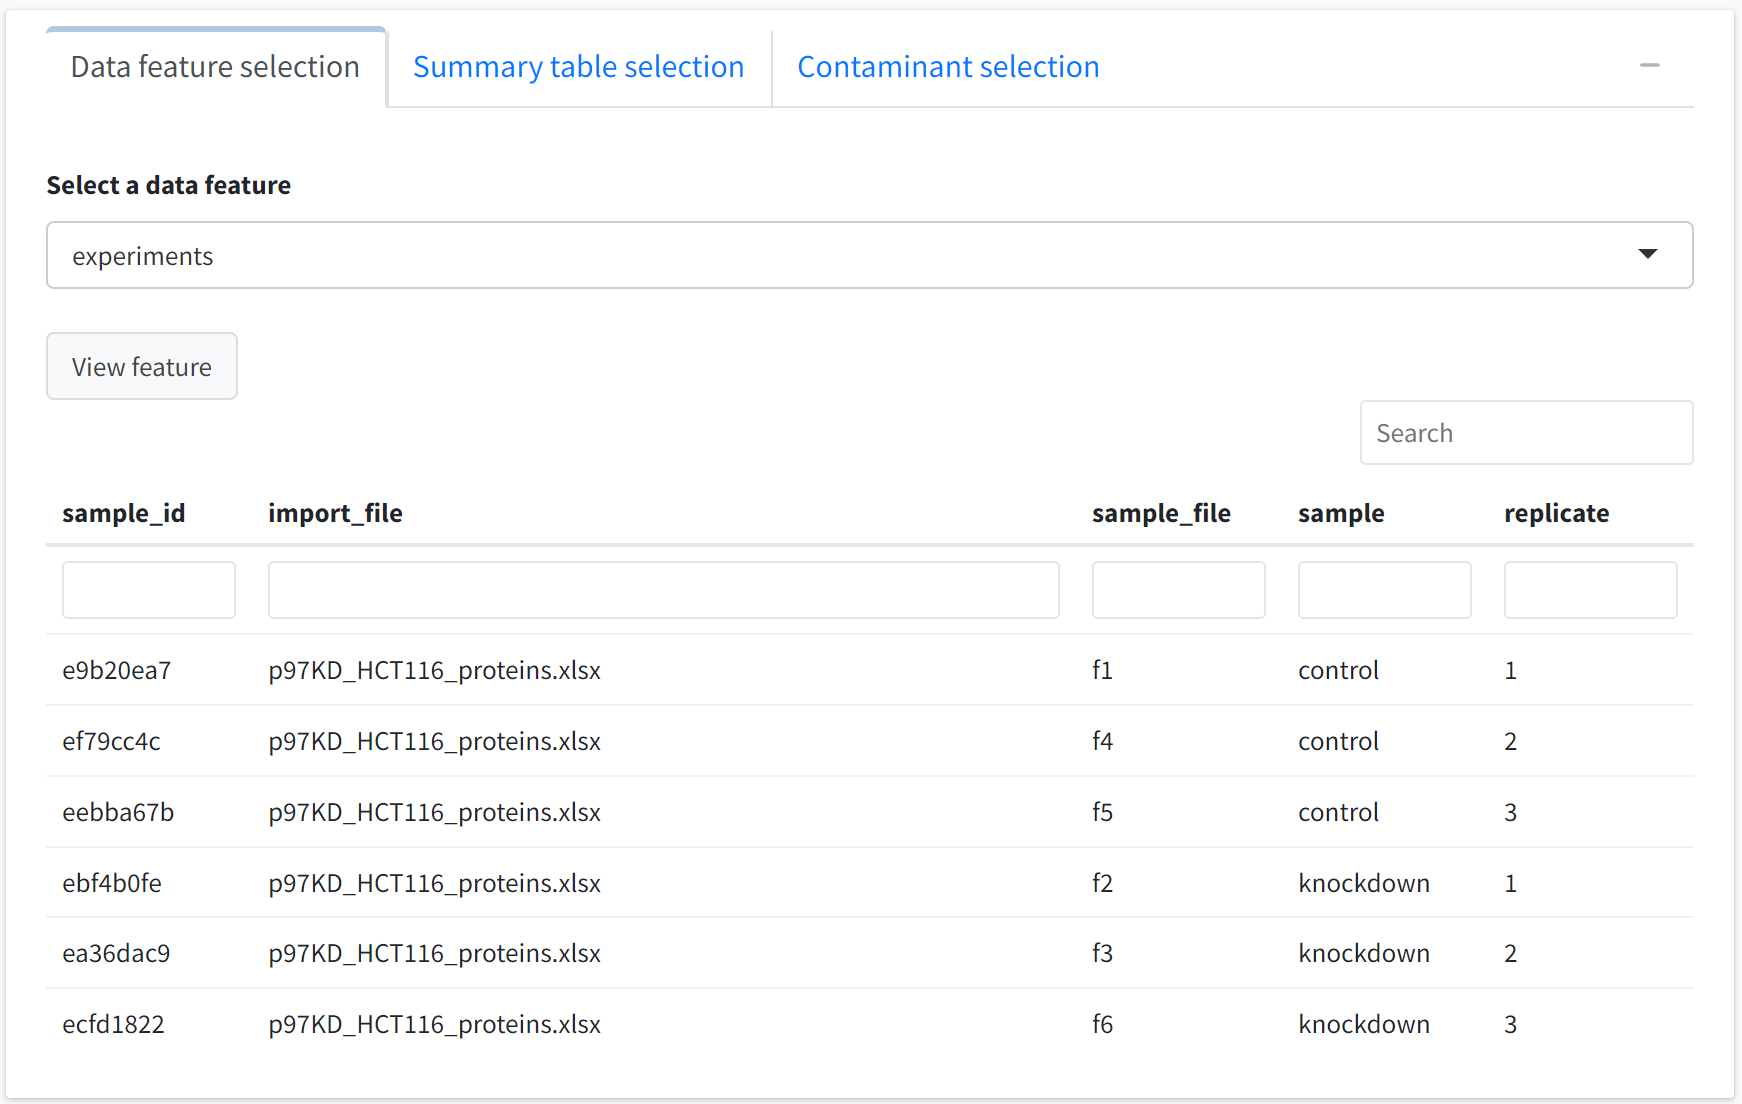 Data feature selection Summary table selection Contaminant selection
Select a data feature
experiments
View feature
Search
sample_id import_file sample_file sample replicate
e9b20ea7 p97KD_HCT116_proteins.xlsx f1 control 1
ef79cc4c p97KD_HCT116_proteins.xlsx f4 control 2
eebba67b p97KD_HCT116_proteins.xlsx f5 control 3
ebf4b0fe p97KD_HCT116_proteins.xlsx f2 knockdown 1
ea36dac9 p97KD_HCT116_proteins.xlsx f3 knockdown 2
ecfd1822 p97KD_HCT116_proteins.xlsx f6 knockdown 3